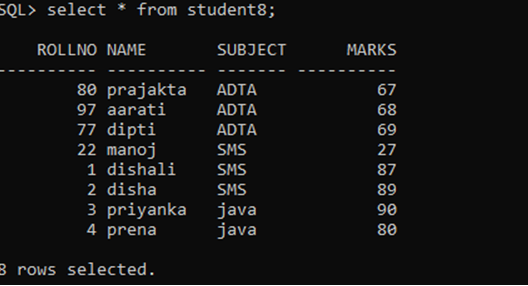 SQL> select * from student8;
ROLLNO NAME SUBJECT MARKS
---------- ---------- ------- ----------
80 prajakta ADTA 67
97 aarati ADTA 68
77 dipti ADTA 69
22 manoj SMS 27
1 dishali SMS 87
2 disha SMS 89
3 priyanka java 90
4 prena java 80
8 rows selected.